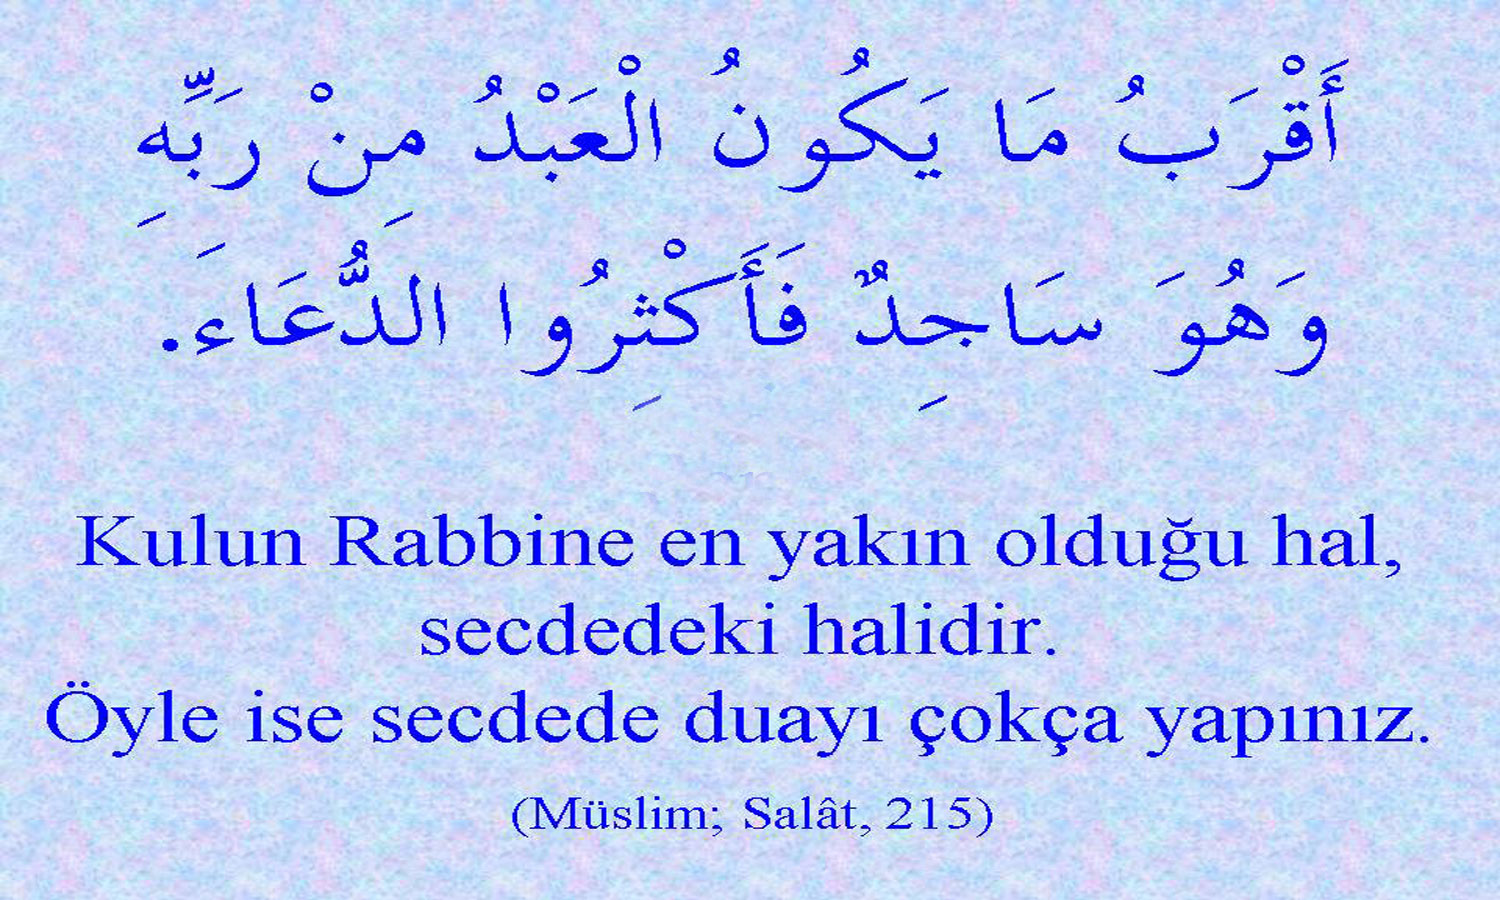 أَقْرَبُ مَا يَكُونُ الْعَبْدُ مِنْ رَبِّهِ
وَهُوَ سَاجِدٌ فَأَكْثِرُوا الدُّعَاءَ.
Kulun Rabbine en yakın olduğu hal,
secdedeki halidir.
Öyle ise secdede duayı çokça yapınız.
(Müslim; Salât, 215)